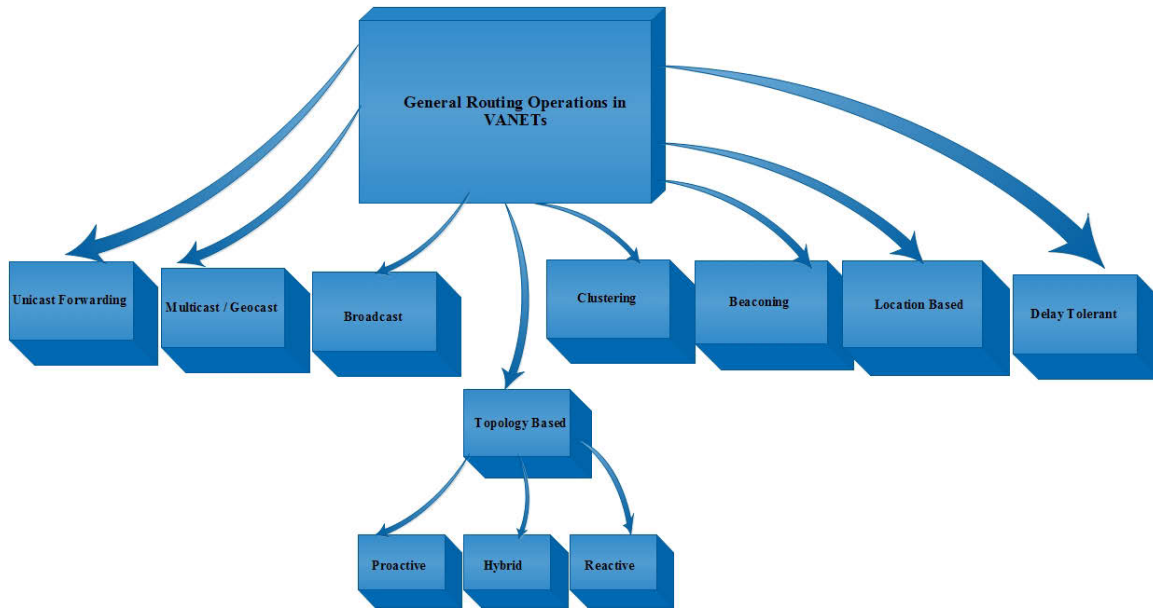 General Routing Operations in
VANETs
Unicast Forwarding
Multicast / Geocast
Broadcast
Clustering
Beaconing
Location Based
Delay Tolerant
Topology Based
Proactive
Hybrid
Reactive